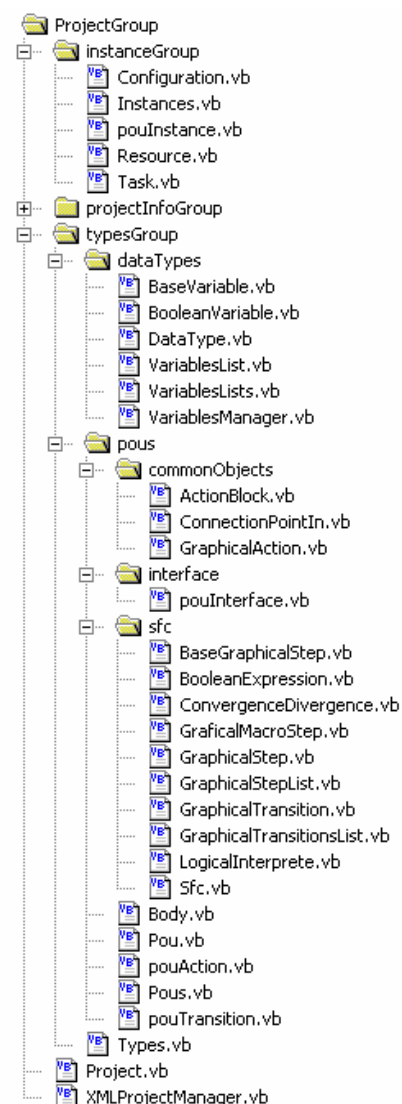 ProjectGroup
instanceGroup
Configuration.vb
Instances.vb
pouInstance.vb
Resource.vb
Task.vb
projectInfoGroup
typesGroup
dataTypes
BaseVariable.vb
BooleanVariable.vb
DataType.vb
VariablesList.vb
VariablesLists.vb
VariablesManager.vb
pous
commonObjects
ActionBlock.vb
ConnectionPointIn.vb
GraphicalAction.vb
interface
pouInterface.vb
sfc
BaseGraphicalStep.vb
BooleanExpression.vb
ConvergenceDivergence.vb
GraficalMacroStep.vb
GraphicalStep.vb
GraphicalStepList.vb
GraphicalTransition.vb
GraphicalTransitionsList.vb
LogicalInterprete.vb
Sfc.vb
Body.vb
Pou.vb
pouAction.vb
Pous.vb
pouTransition.vb
Types.vb
Project.vb
XMLProjectManager.vb